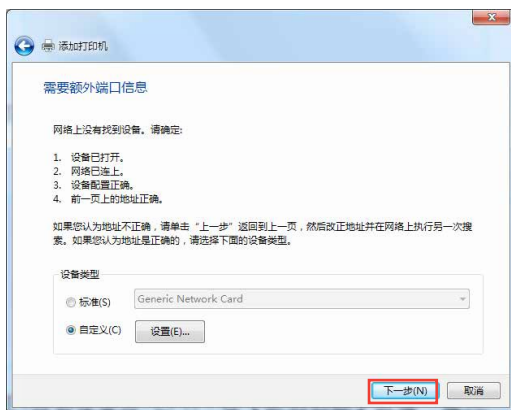 添加打印机
需要额外端口信息
网络上没有找到设备。请确定:
1. 设备已打开。
2. 网络已连上。
3. 设备配置正确。
4. 前一页上的地址正确。
如果您认为地址不正确，请单击“上一步”返回到上一页，然后改正地址并在网络上执行另一次搜
索。如果您认为地址是正确的，请选择下面的设备类型。
设备类型
标准(S) Generic Network Card
自定义(C) 设置(E)...
下一步(N) 取消